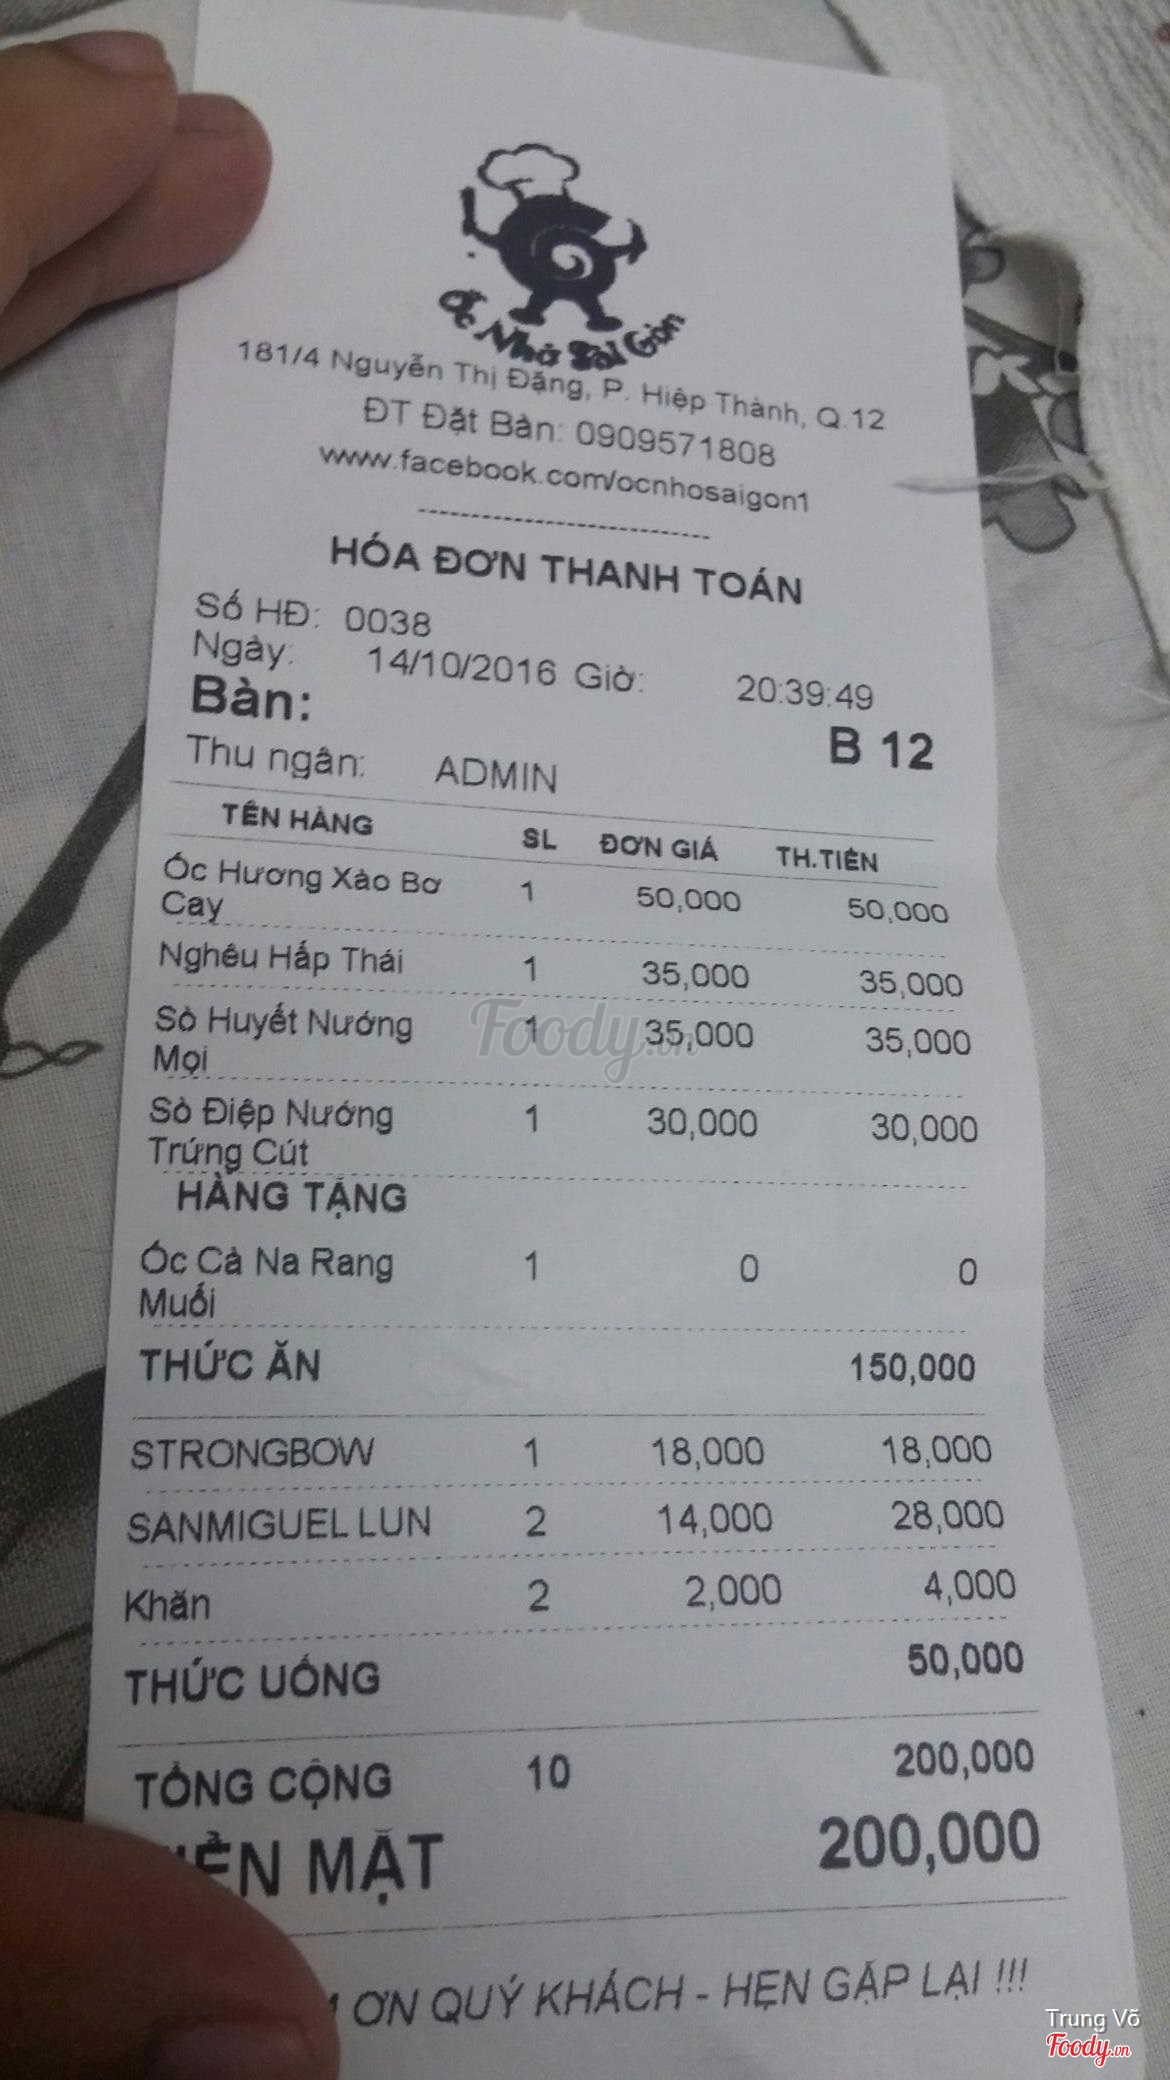 Ốc Nhỏ Sài Gòn
181/4 Nguyễn Thị Đặng, P. Hiệp Thành, Q.12
ĐT Đặt Bàn: 0909571808
www.facebook.com/ocnhosaigon1
HÓA ĐƠN THANH TOÁN
Số HĐ: 0038
Ngày: 14/10/2016 Giờ: 20:39:49
Bàn: B 12
Thu ngân: ADMIN
TÊN HÀNG SL ĐƠN GIÁ TH.TIỀN
Ốc Hương Xào Bơ 1 50,000 50,000
Cay
Nghêu Hấp Thái 1 35,000 35,000
Sò Huyết Nướng 1 35,000 35,000
Mọi
Sò Điệp Nướng 1 30,000 30,000
Trứng Cút
HÀNG TẶNG
Ốc Cà Na Rang 1 0 0
Muối
THỨC ĂN 150,000
STRONGBOW 1 18,000 18,000
SANMIGUEL LUN 2 14,000 28,000
Khăn 2 2,000 4,000
THỨC UỐNG 50,000
TỔNG CỘNG 10 200,000
MẶT 200,000
ƠN QUÝ KHÁCH - HẸN GẶP LẠI !!!
Foody.vn
Trung Võ
Foody.vn